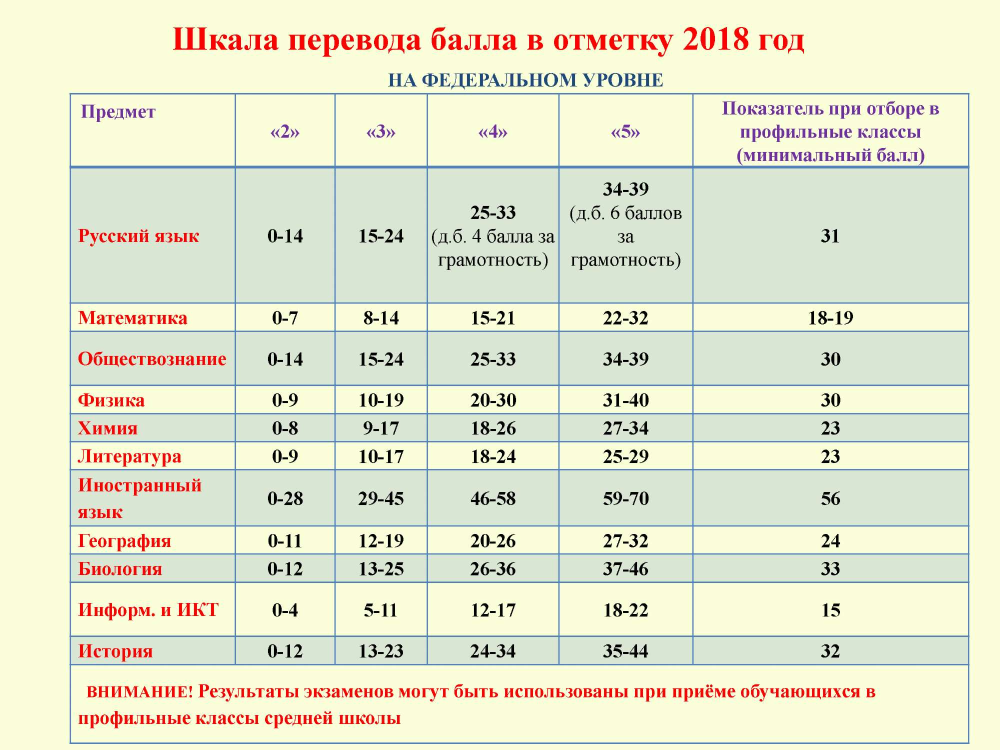 Шкала перевода балла в отметку 2018 год
НА ФЕДЕРАЛЬНОМ УРОВНЕ
Предмет «2» «3» «4» «5» Показатель при отборе в
профильные классы
(минимальный балл)
Русский язык 0-14 15-24 25-33
(д.б. 4 балла за
грамотность)
34-39
(д.б. 6 баллов
за
грамотность)
31
Математика 0-7 8-14 15-21 22-32 18-19
Обществознание 0-14 15-24 25-33 34-39 30
Физика 0-9 10-19 20-30 31-40 30
Химия 0-8 9-17 18-26 27-34 23
Литература 0-9 10-17 18-24 25-29 23
Иностранный
язык
0-28 29-45 46-58 59-70 56
География 0-11 12-19 20-26 27-32 24
Биология 0-12 13-25 26-36 37-46 33
Информ. и ИКТ 0-4 5-11 12-17 18-22 15
История 0-12 13-23 24-34 35-44 32
ВНИМАНИЕ! Результаты экзаменов могут быть использованы при приёме обучающихся в
профильные классы средней школы